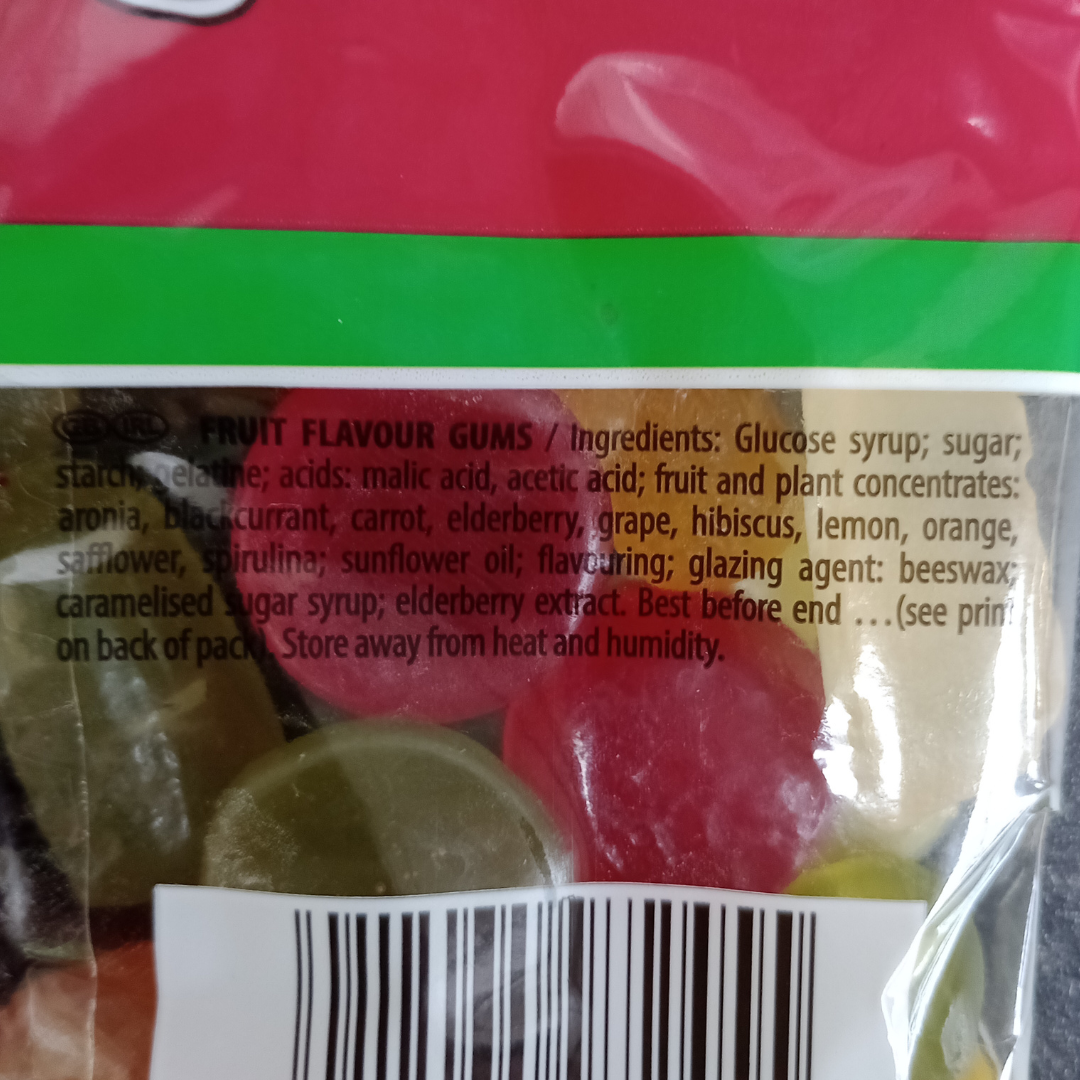 GB IRL FRUIT FLAVOUR GUMS / Ingredients: Glucose syrup; sugar;
starch; gelatine; acids: malic acid, acetic acid; fruit and plant concentrates:
aronia, blackcurrant, carrot, elderberry, grape, hibiscus, lemon, orange,
safflower, spirulina; sunflower oil; flavouring; glazing agent: beeswax;
caramelised sugar syrup; elderberry extract. Best before end ...(see print
on back of pack). Store away from heat and humidity.